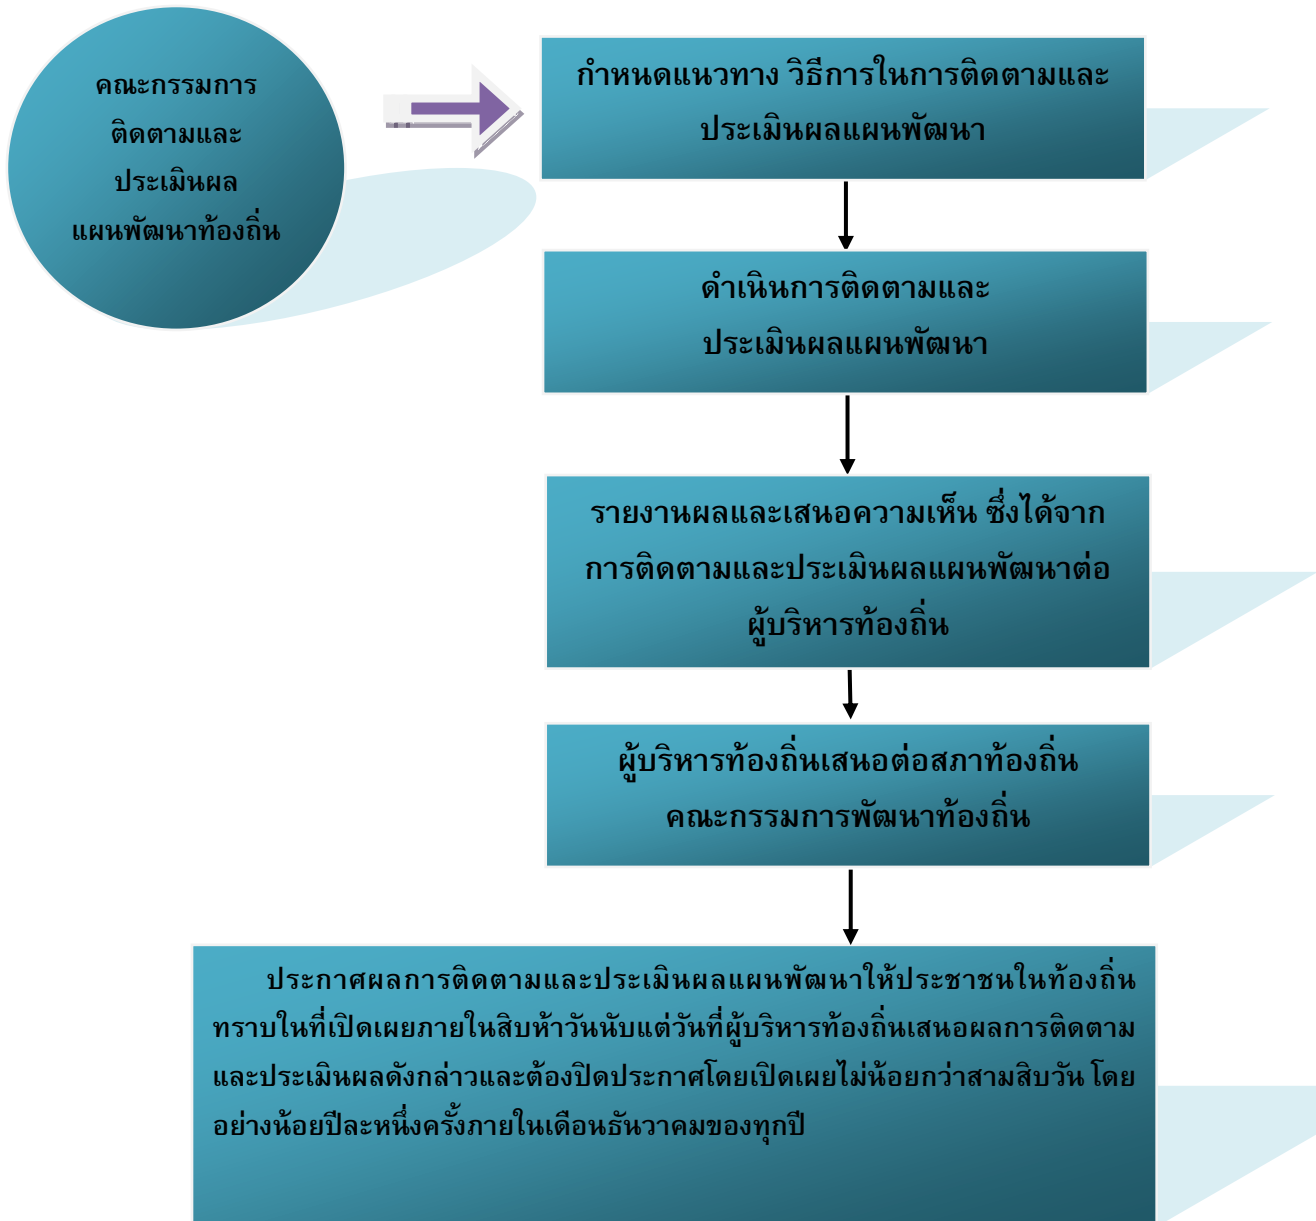 คณะกรรมการ
ติดตามและ
ประเมินผล
แผนพัฒนาท้องถิ่น
กำหนดแนวทาง วิธีการในการติดตามและ
ประเมินผลแผนพัฒนา
ดำเนินการติดตามและ
ประเมินผลแผนพัฒนา
รายงานผลและเสนอความเห็น ซึ่งได้จาก
การติดตามและประเมินผลแผนพัฒนาต่อ
ผู้บริหารท้องถิ่น
ผู้บริหารท้องถิ่นเสนอต่อสภาท้องถิ่น
คณะกรรมการพัฒนาท้องถิ่น
ประกาศผลการติดตามและประเมินผลแผนพัฒนาให้ประชาชนในท้องถิ่น
ทราบในที่เปิดเผยภายในสิบห้าวันนับแต่วันที่ผู้บริหารท้องถิ่นเสนอผลการติดตาม
และประเมินผลดังกล่าวและต้องปิดประกาศโดยเปิดเผยไม่น้อยกว่าสามสิบวัน โดย
อย่างน้อยปีละหนึ่งครั้งภายในเดือนธันวาคมของทุกปี